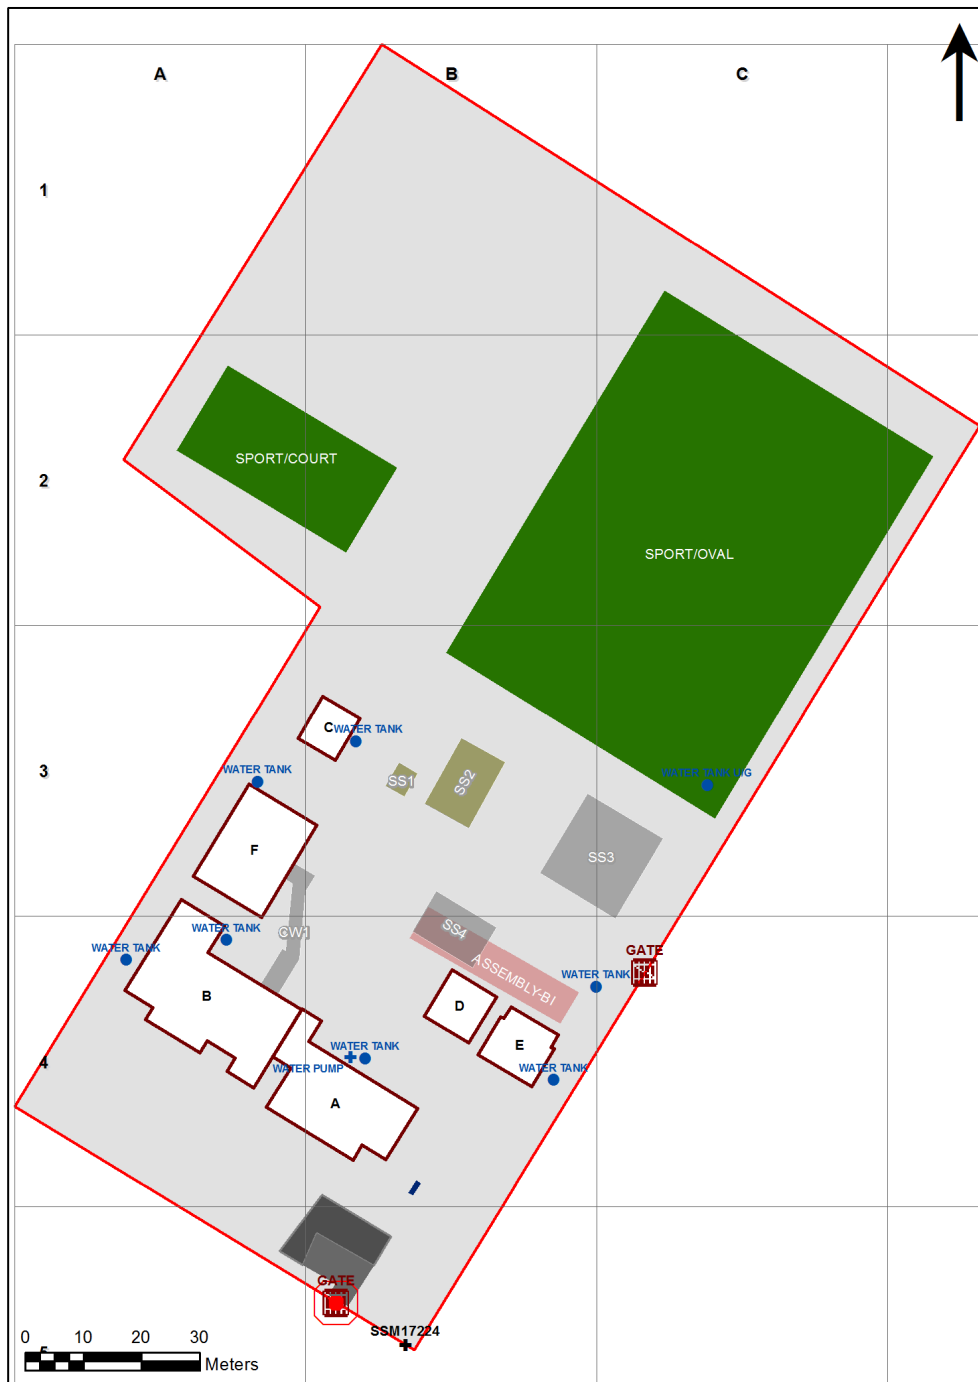 A
B
C
1
2
SPORT/COURT
SPORT/OVAL
3
C
WATER TANK
WATER TANK
SS1
SS2
WATER TANK
F
SS3
SS4
CW1
WATER TANK
WATER TANK
GATE
ASSEMBLY-BI
WATER TANK
B
D
E
4
WATER TANK
WATER PUMP
WATER TANK
A
GATE
SSM17224
5
0 10 20 30
Meters